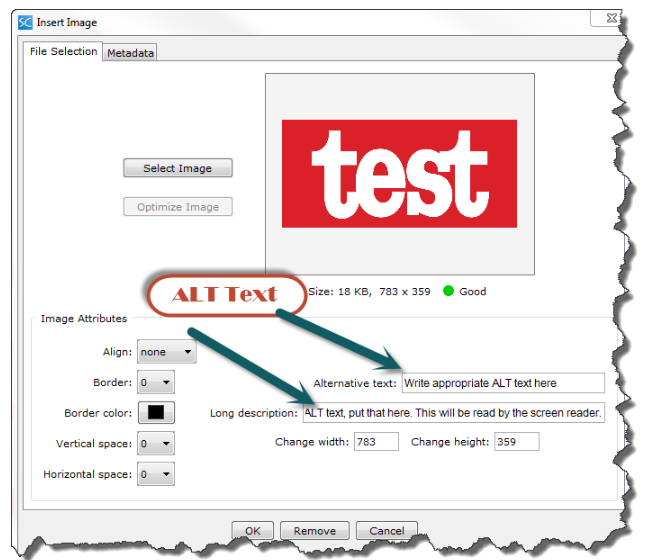 Insert Image
File Selection Metadata
Select Image
Optimize Image
test
ALT Text
Size: 18 KB, 783 x 359 Good
Image Attributes
Align: none
Border: 0
Alternative text: Write appropriate ALT text here
Border color:
Long description: ALT text, put that here. This will be read by the screen reader.
Vertical space: 0
Change width: 783 Change height: 359
Horizontal space: 0
OK Remove Cancel